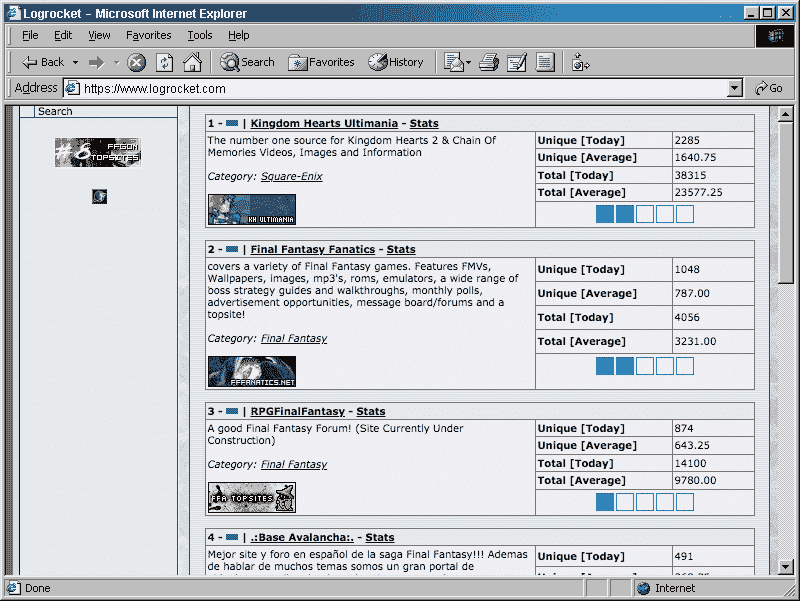 Logrocket - Microsoft Internet Explorer
File Edit View Favorites Tools Help
Back Search Favorites History
Address https://www.logrocket.com Go
Search
#8 FFGON TOPSITES
1 - | Kingdom Hearts Ultimania - Stats
The number one source for Kingdom Hearts 2 & Chain Of
Memories Videos, Images and Information
Category: Square-Enix
KH ULTIMANIA
Unique [Today] 2285
Unique [Average] 1640.75
Total [Today] 38315
Total [Average] 23577.25
2 - | Final Fantasy Fanatics - Stats
covers a variety of Final Fantasy games. Features FMVs,
Wallpapers, images, mp3's, roms, emulators, a wide range of
boss strategy guides and walkthroughs, monthly polls,
advertisement opportunities, message board/forums and a
topsite!
Category: Final Fantasy
FFFANATICS.NET
Unique [Today] 1048
Unique [Average] 787.00
Total [Today] 4056
Total [Average] 3231.00
3 - | RPGFinalFantasy - Stats
A good Final Fantasy Forum! (Site Currently Under
Construction)
Category: Final Fantasy
FFA TOPSITES
Unique [Today] 874
Unique [Average] 643.25
Total [Today] 14100
Total [Average] 9780.00
4 - | .:Base Avalancha:. - Stats
Mejor site y foro en español de la saga Final Fantasy!!! Ademas
de hablar de muchos temas somos un gran portal de
Unique [Today] 491
Done
Internet